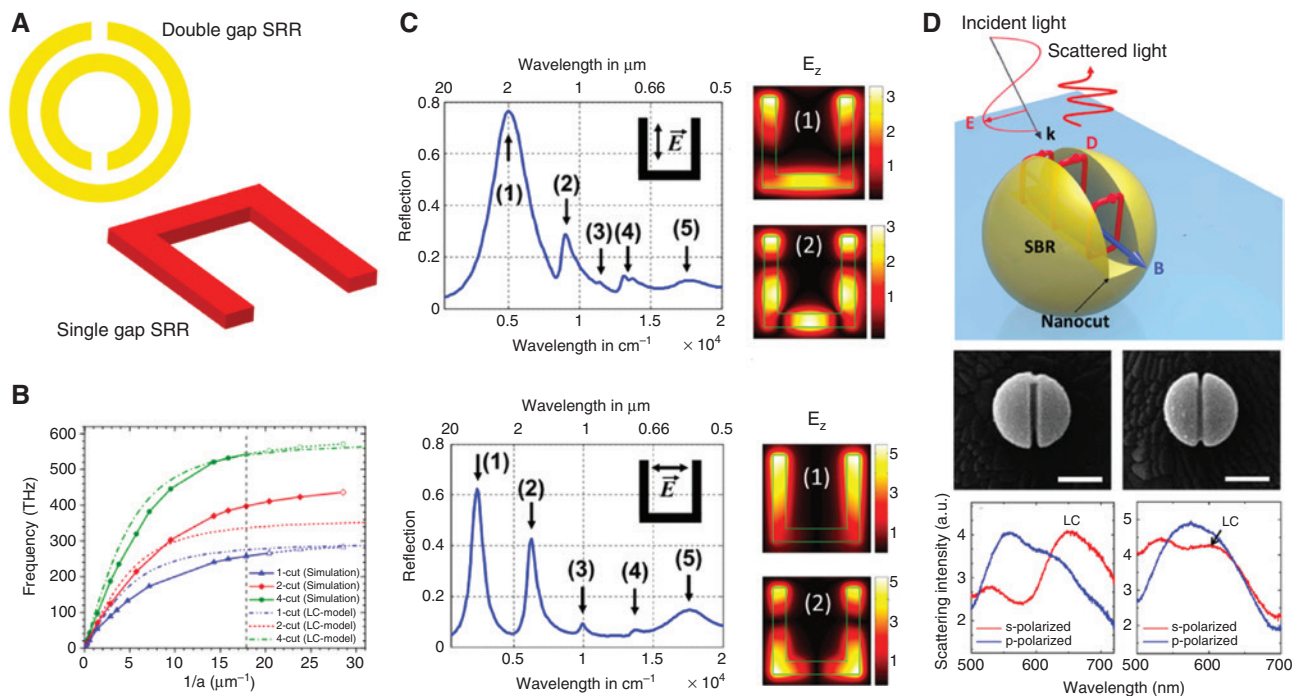 A
Double gap SRR
Single gap SRR
B
Frequency (THz)
600
500
400
300
200
100
0
1-cut (Simulation)
2-cut (Simulation)
4-cut (Simulation)
1-cut (LC-model)
2-cut (LC-model)
4-cut (LC-model)
0 5 10 15 20 25 30
1/a (μm⁻¹)
C
Wavelength in μm
20 2 1 0.66 0.5
Reflection
0.8
0.6
0.4
0.2
0
E
(1)
(2)
(3) (4)
(5)
0.5 1 1.5 2
Wavelength in cm⁻¹ × 10⁴
E_z
(1)
3
2
1
(2)
3
2
1
Wavelength in μm
20 2 1 0.66 0.5
Reflection
0.8
0.6
0.4
0.2
0
E
(1)
(2)
(3)
(4)
(5)
0.5 1 1.5 2
Wavelength in cm⁻¹ × 10⁴
E_z
(1)
5
3
1
(2)
5
3
1
D
Incident light
Scattered light
E
k
D
SBR
B
Nanocut
Scattering intensity (a.u.)
4
3
2
LC
s-polarized
p-polarized
500 600 700
5
4
3
2
LC
s-polarized
p-polarized
500 600 700
Wavelength (nm)